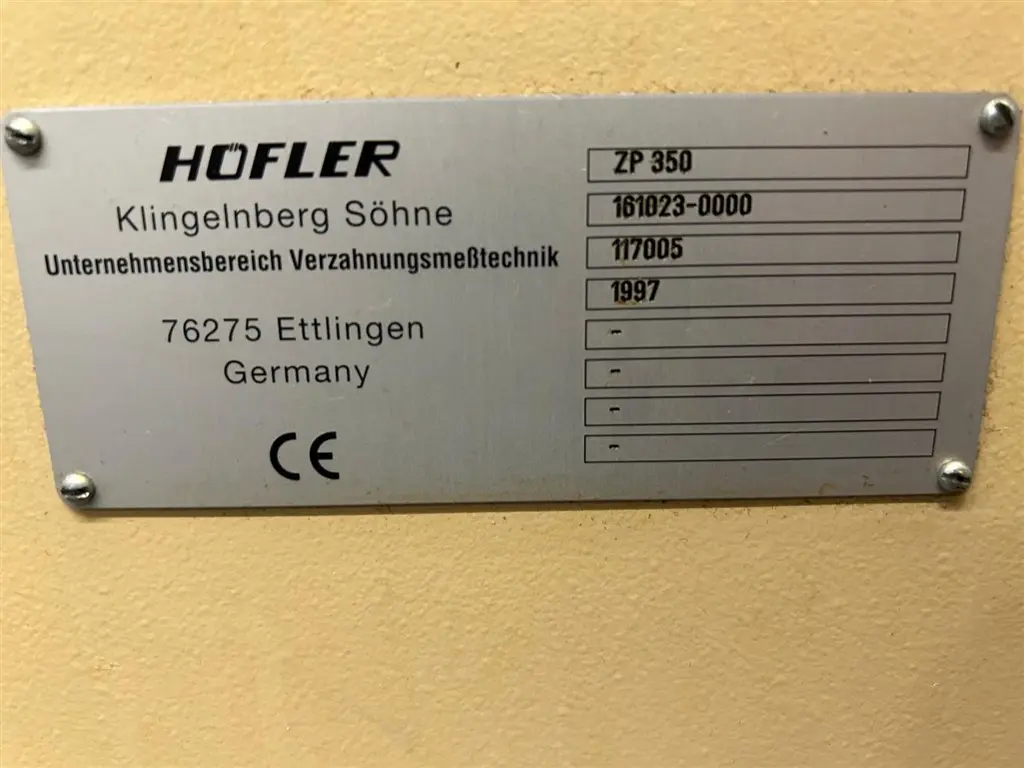 HÖFLER
Klingelnberg Söhne
Unternehmensbereich Verzahnungsmeßtechnik
76275 Ettlingen
Germany
CE
ZP 350
161023-0000
117005
1997
-
-
-
-